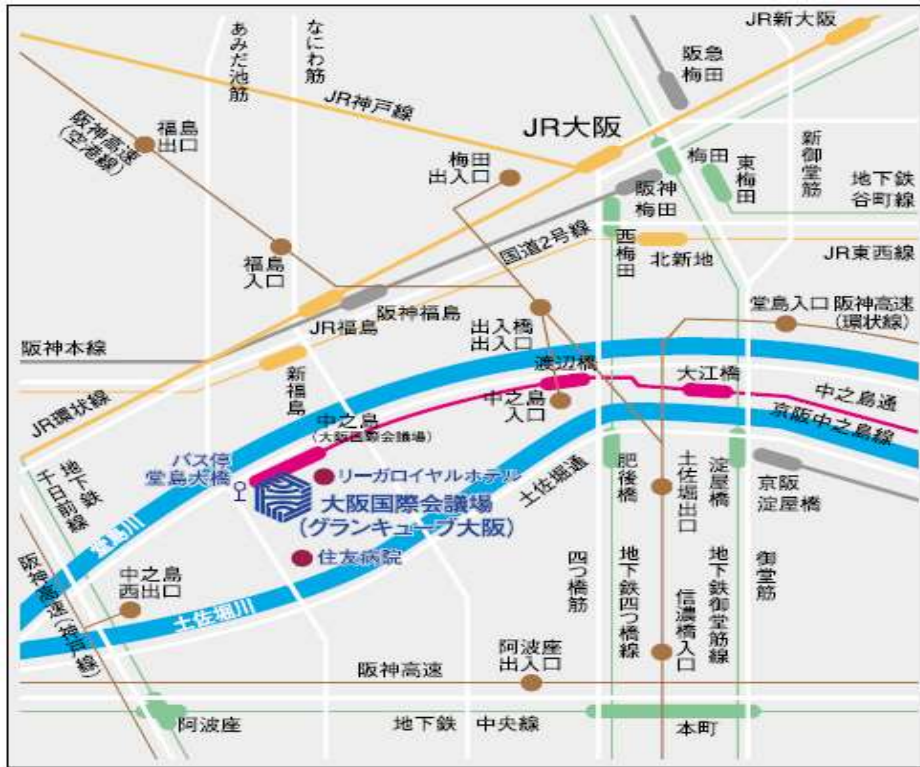 JR新大阪
あみだ池筋
なにわ筋
阪急
梅田
JR神戸線
阪神高速
(空港線)
福島
出口
JR大阪
梅田
出入口
梅田
東梅田
新御堂筋
阪神
梅田
地下鉄
谷町線
福島
入口
国道2号線
西梅田
北新地
JR東西線
JR福島
阪神福島
出入橋
出入口
堂島入口
阪神高速
(環状線)
阪神本線
新福島
渡辺橋
大江橋
中之島
入口
中之島通
京阪中之島線
JR環状線
中之島
(大阪国際会議場)
バス停
堂島大橋
リーガロイヤルホテル
大阪国際会議場
(グランキューブ大阪)
住友病院
土佐堀通
地下鉄
千日前線
堂島川
土佐堀川
阪神高速(神戸線)
中之島
西出口
肥後橋
土佐堀出口
淀屋橋
京阪
淀屋橋
四つ橋筋
地下鉄四つ橋線
信濃橋入口
地下鉄御堂筋線
御堂筋
阪神高速
阿波座
出入口
阿波座
地下鉄
中央線
本町